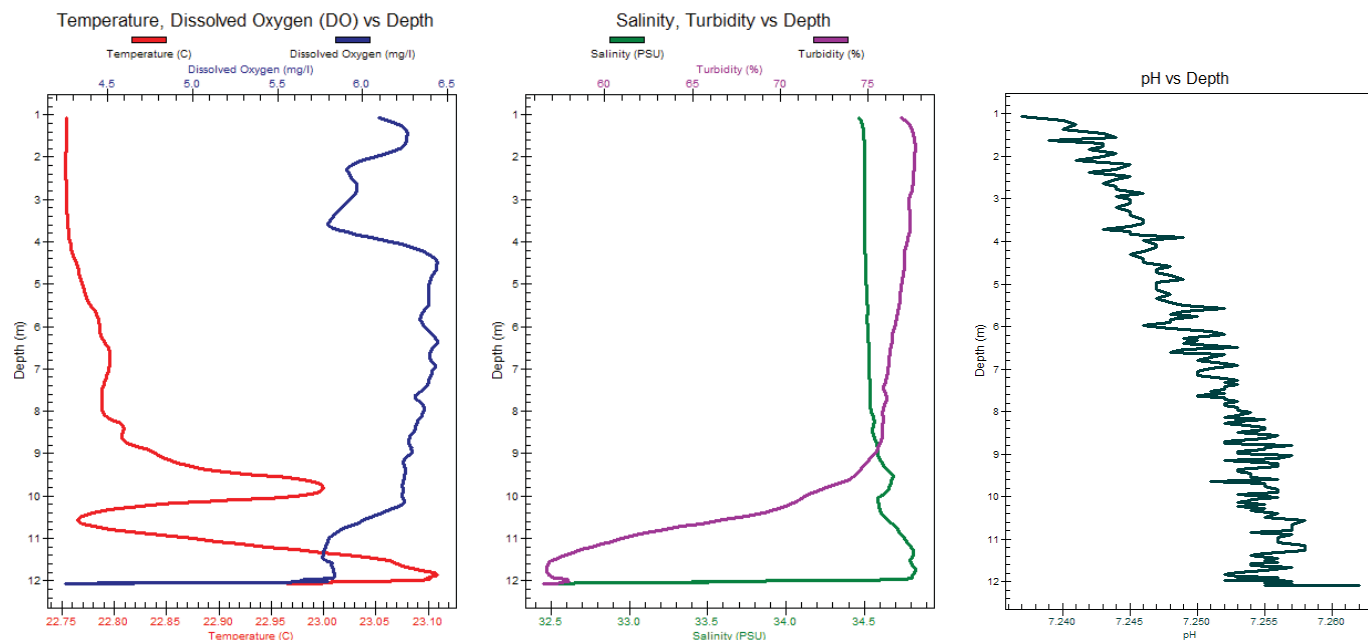 Temperature, Dissolved Oxygen (DO) vs Depth
Temperature (C) Dissolved Oxygen (mg/l)
Dissolved Oxygen (mg/l)
4.5 5.0 5.5 6.0 6.5
Depth (m)
1
2
3
4
5
6
7
8
9
10
11
12
22.75 22.80 22.85 22.90 22.95 23.00 23.05 23.10
Temperature (C)
Salinity, Turbidity vs Depth
Salinity (PSU) Turbidity (%)
Turbidity (%)
60 65 70 75
Depth (m)
1
2
3
4
5
6
7
8
9
10
11
12
32.5 33.0 33.5 34.0 34.5
Salinity (PSU)
pH vs Depth
Depth (m)
1
2
3
4
5
6
7
8
9
10
11
12
7.240 7.245 7.250 7.255 7.260
pH